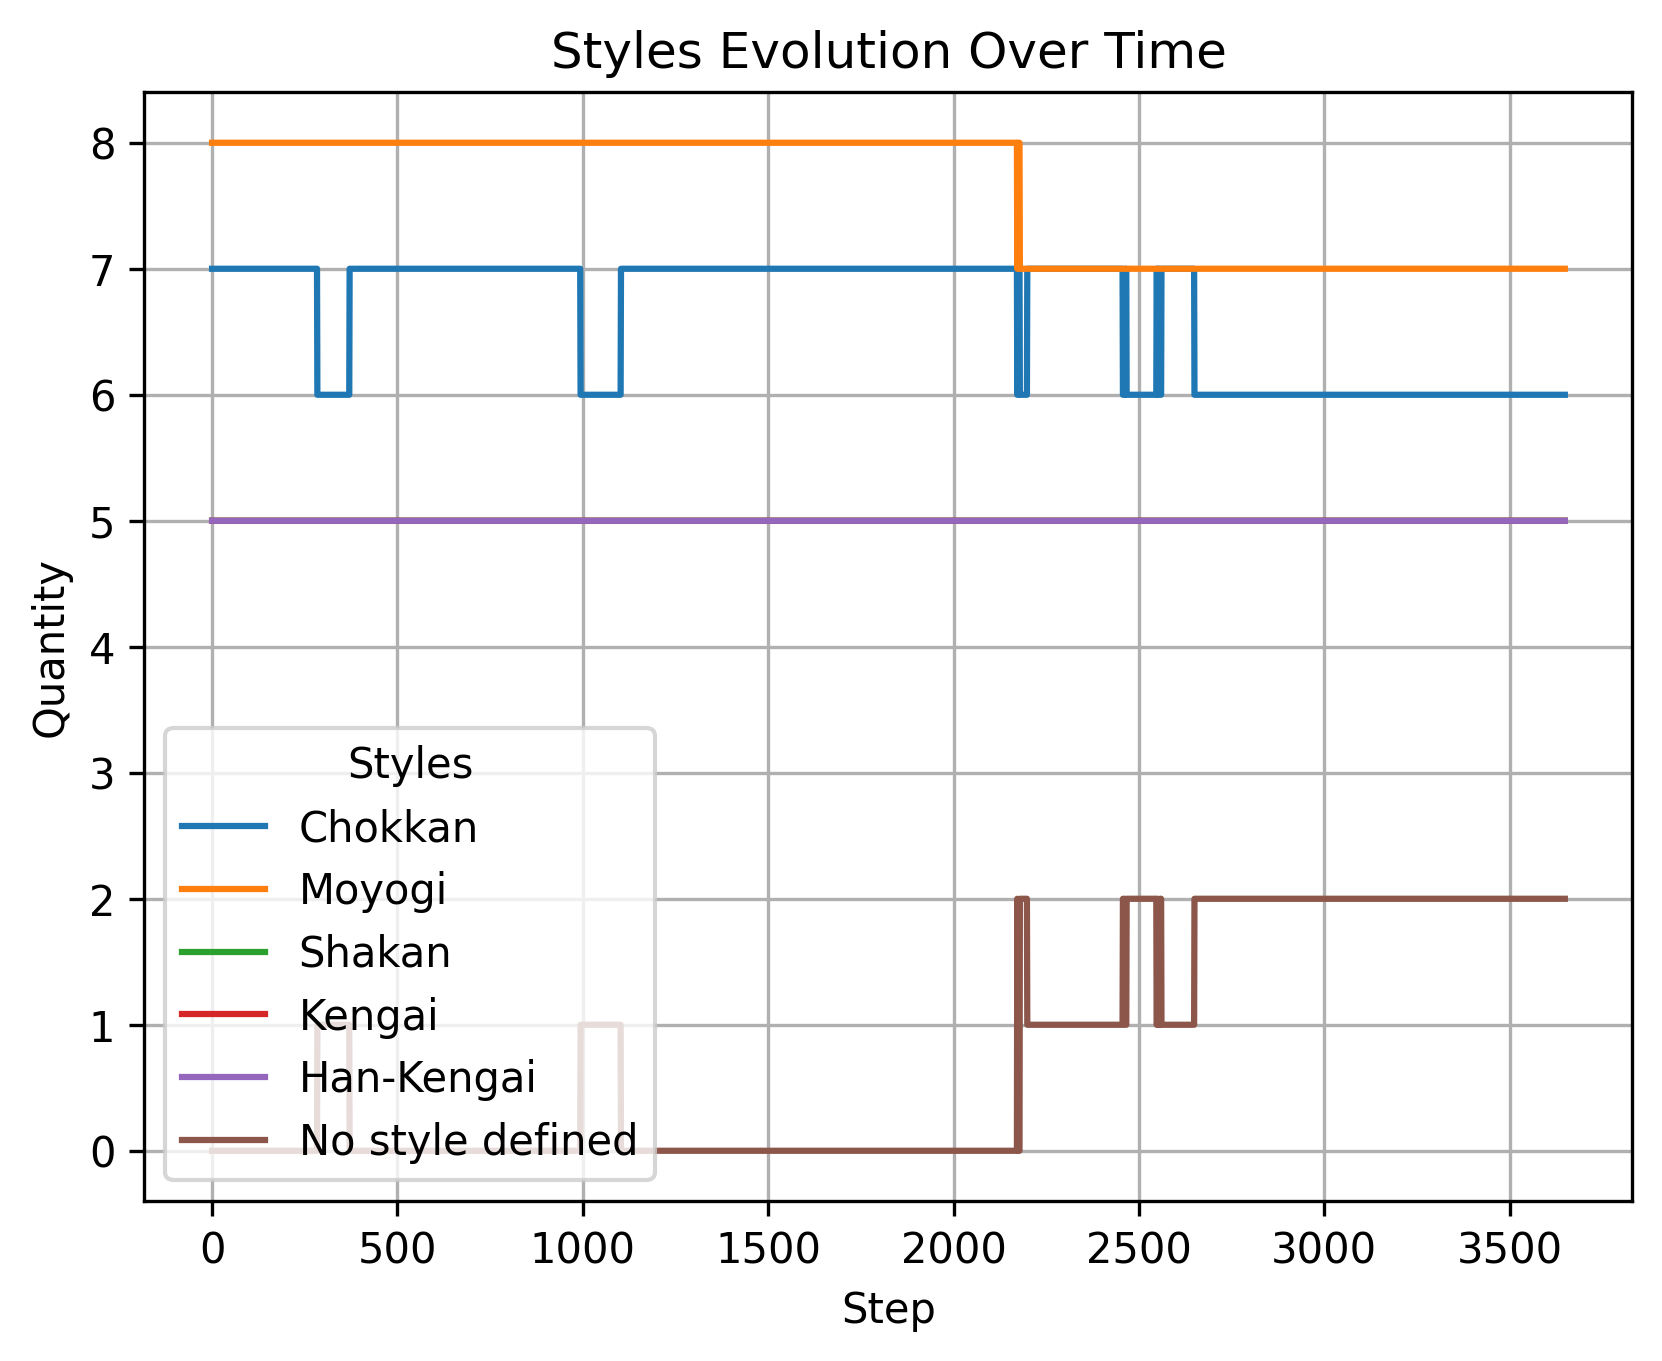 Styles Evolution Over Time
Quantity
8
7
6
5
4
3
2
1
0
Styles
Chokkan
Moyogi
Shakan
Kengai
Han-Kengai
No style defined
0 500 1000 1500 2000 2500 3000 3500
Step